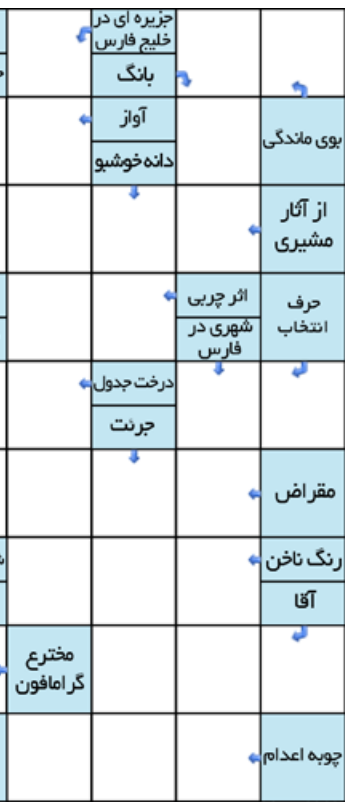 جزیره ای در
خلیج فارس
بانگ
آواز
دانه خوشبو
بوی ماندگی
از آثار
مشیری
اثر چربی
شهری در
فارس
حرف
انتخاب
درخت جدول
جرئت
مقراض
رنگ ناخن
آقا
مخترع
گرامافون
چوبه اعدام